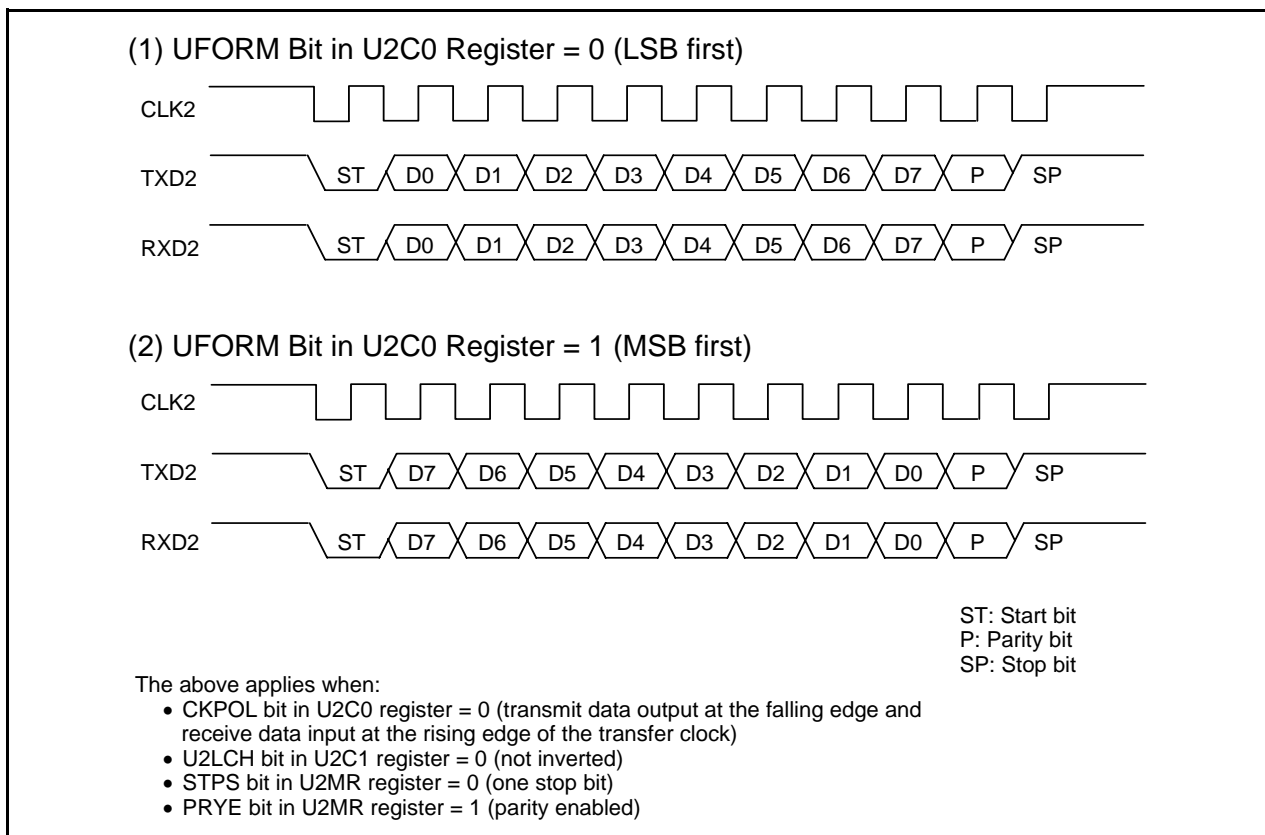 (1) UFORM Bit in U2C0 Register = 0 (LSB first)
CLK2
TXD2 ST D0 D1 D2 D3 D4 D5 D6 D7 P SP
RXD2 ST D0 D1 D2 D3 D4 D5 D6 D7 P SP
(2) UFORM Bit in U2C0 Register = 1 (MSB first)
CLK2
TXD2 ST D7 D6 D5 D4 D3 D2 D1 D0 P SP
RXD2 ST D7 D6 D5 D4 D3 D2 D1 D0 P SP
ST: Start bit
P: Parity bit
SP: Stop bit
The above applies when:
• CKPOL bit in U2C0 register = 0 (transmit data output at the falling edge and
receive data input at the rising edge of the transfer clock)
• U2LCH bit in U2C1 register = 0 (not inverted)
• STPS bit in U2MR register = 0 (one stop bit)
• PRYE bit in U2MR register = 1 (parity enabled)